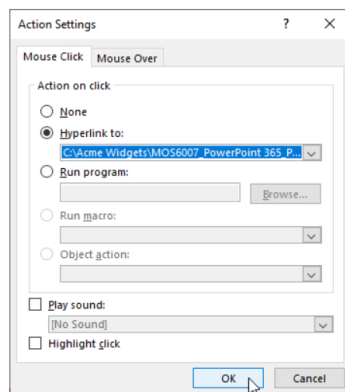 Action Settings ? ×
Mouse Click Mouse Over
Action on click
None
Hyperlink to:
C:\Acme Widgets\MOS6007_PowerPoint 365_P...
Run program:
Browse...
Run macro:
Object action:
Play sound:
[No Sound]
Highlight click
OK Cancel